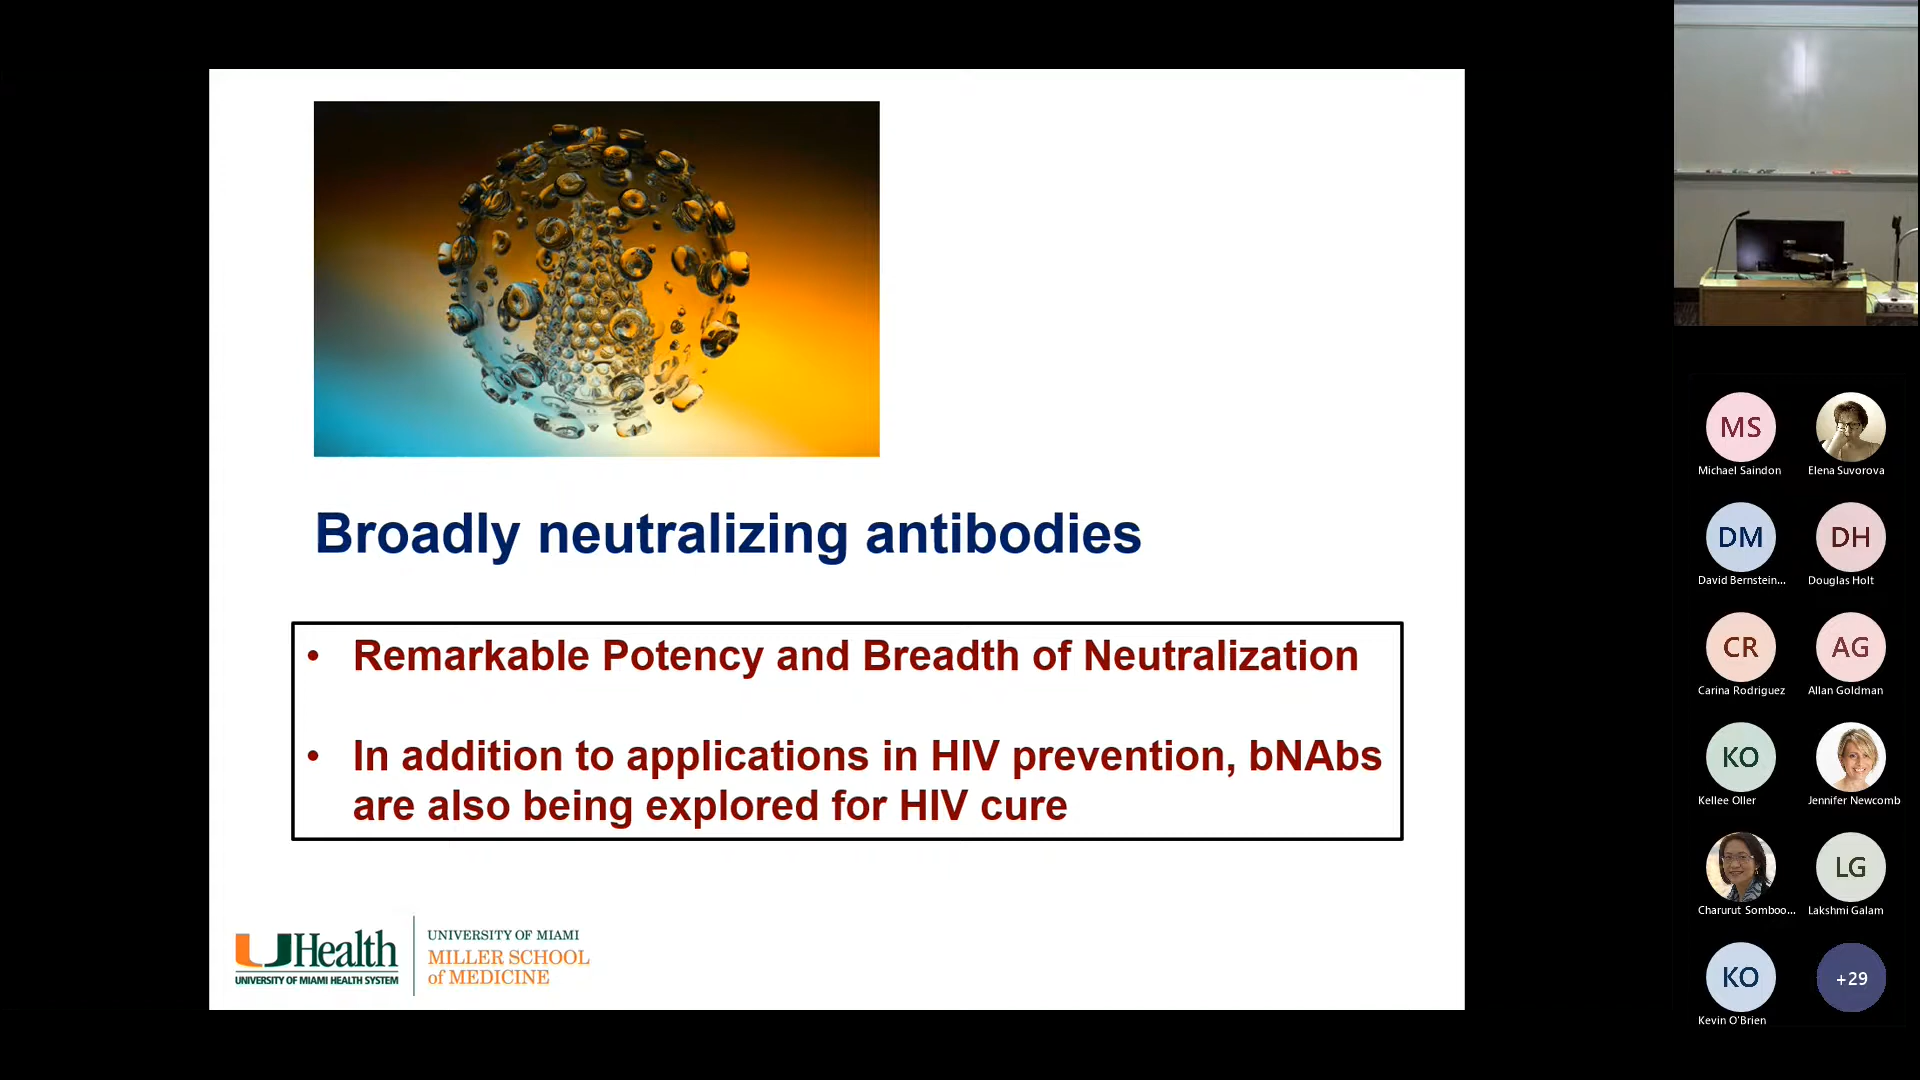 Broadly neutralizing antibodies
• Remarkable Potency and Breadth of Neutralization
• In addition to applications in HIV prevention, bNAbs
are also being explored for HIV cure
UHealth
UNIVERSITY OF MIAMI HEALTH SYSTEM
UNIVERSITY OF MIAMI
MILLER SCHOOL
of MEDICINE
MS
Michael Saindon
Elena Suvorova
DM
David Bernstein...
DH
Douglas Holt
CR
Carina Rodriguez
AG
Allan Goldman
KO
Kellee Oller
Jennifer Newcomb
Charurut Somboo...
LG
Lakshmi Galam
KO
Kevin O'Brien
+29